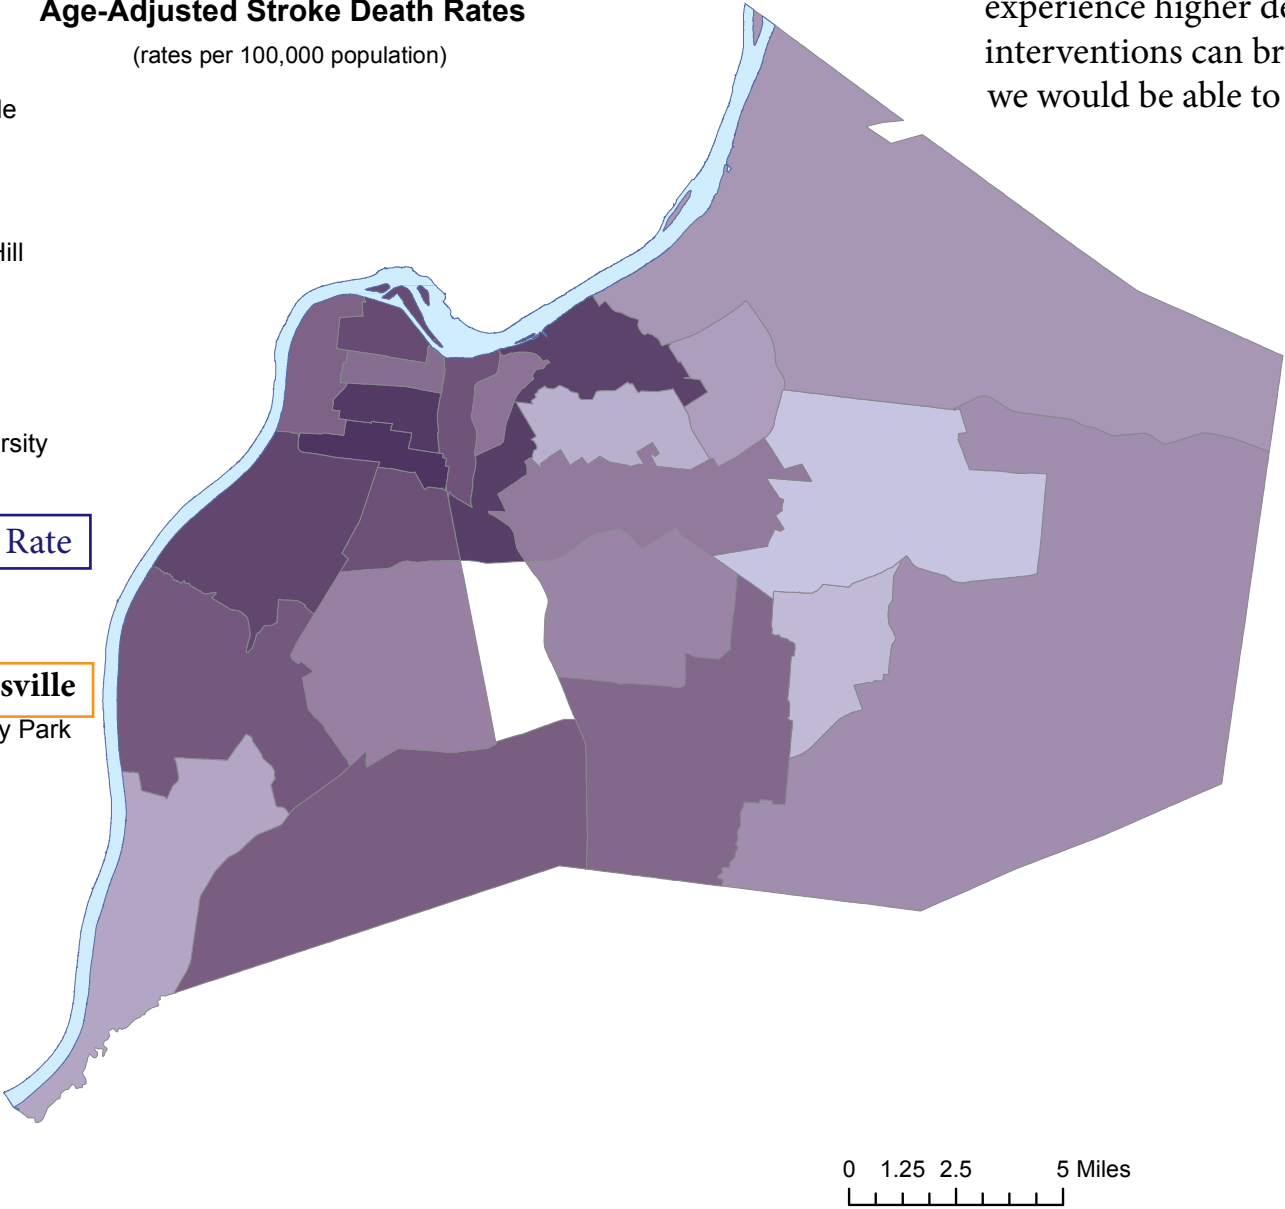 Age-Adjusted Stroke Death Rates
(rates per 100,000 population)
experience higher de
interventions can br
we would be able to
le
Hill
rsity
Rate
sville
y Park
0 1.25 2.5 5 Miles